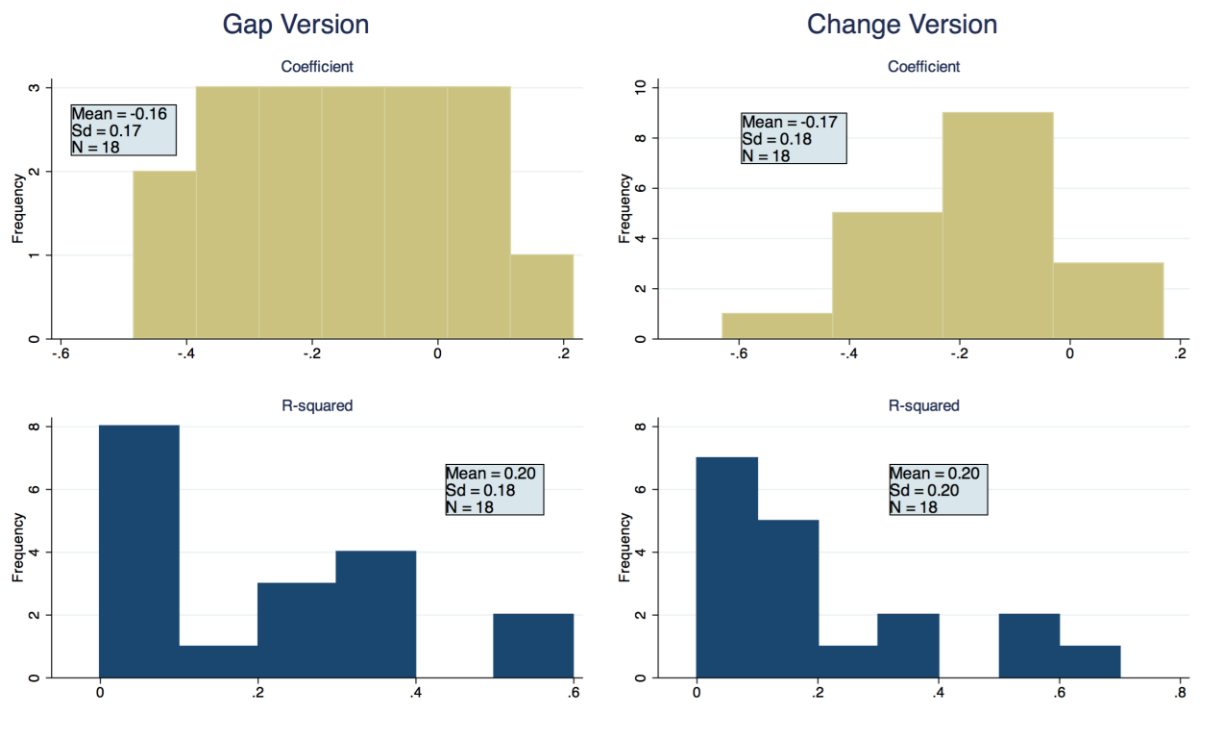 Gap Version
Change Version
Coefficient
Mean = -0.16
Sd = 0.17
N = 18
Frequency
3
2
1
0
-.6
-.4
-.2
0
.2
Coefficient
Mean = -0.17
Sd = 0.18
N = 18
Frequency
10
8
6
4
2
0
-.6
-.4
-.2
0
.2
R-squared
Mean = 0.20
Sd = 0.18
N = 18
Frequency
8
6
4
2
0
0
.2
.4
.6
R-squared
Mean = 0.20
Sd = 0.20
N = 18
Frequency
8
6
4
2
0
0
.2
.4
.6
.8